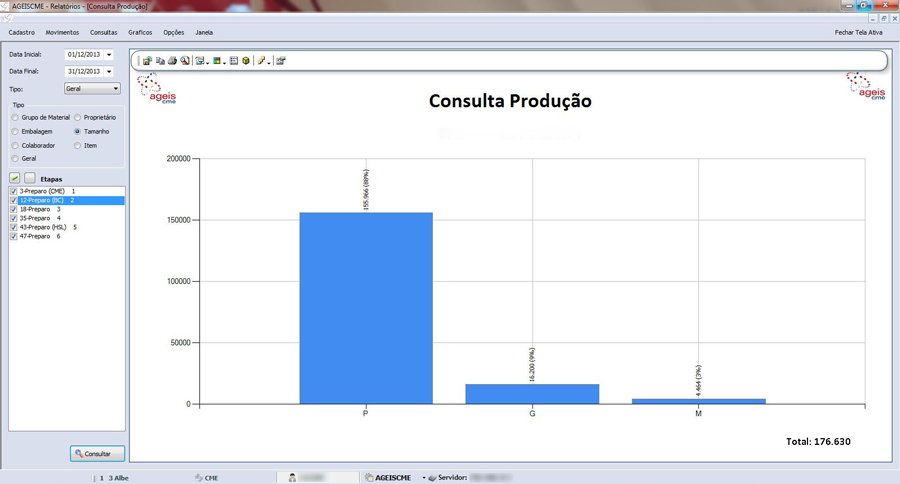 AGEISCME - Relatórios - [Consulta Produção]
Cadastro Movimentos Consultas Graficos Opções Janela Fechar Tela Ativa
Data Inicial: 01/12/2013
Data Final: 31/12/2013
Tipo: Geral
Tipo
Grupo de Material Proprietário
Embalagem Tamanho
Colaborador Item
Geral
Etapas
3-Preparo (CME) 1
12-Preparo (BC) 2
18-Preparo 3
35-Preparo 4
43-Preparo (HSL) 5
47-Preparo 6
Consultar
ageis
cme
Consulta Produção
ageis
cme
200000
150000
100000
50000
0
155.966 (88%)
16.200 (9%)
4.464 (3%)
P G M
Total: 176.630
1 3 Albe CME AGEISCME Servidor: